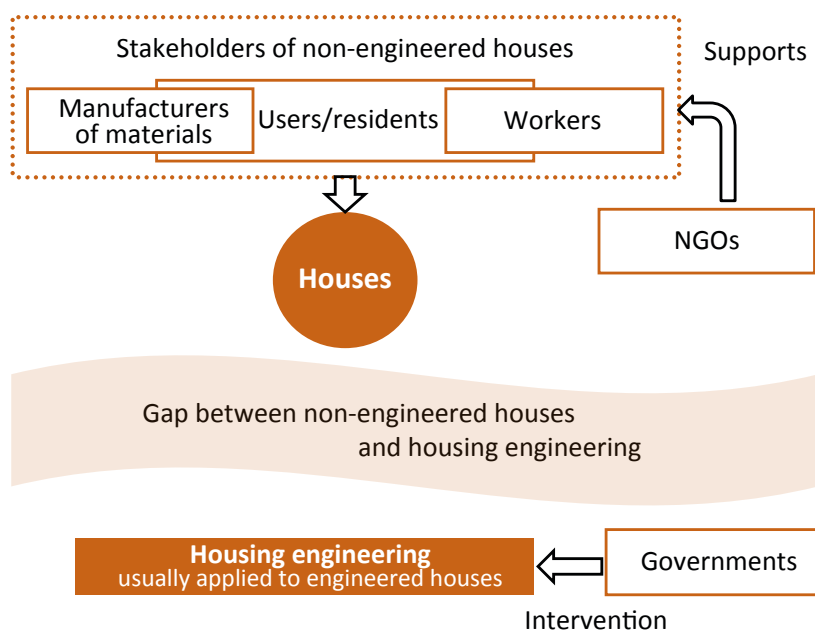 Stakeholders of non-engineered houses
Supports
Manufacturers
of materials
Users/residents
Workers
NGOs
Houses
Gap between non-engineered houses
and housing engineering
Housing engineering
usually applied to engineered houses
Governments
Intervention